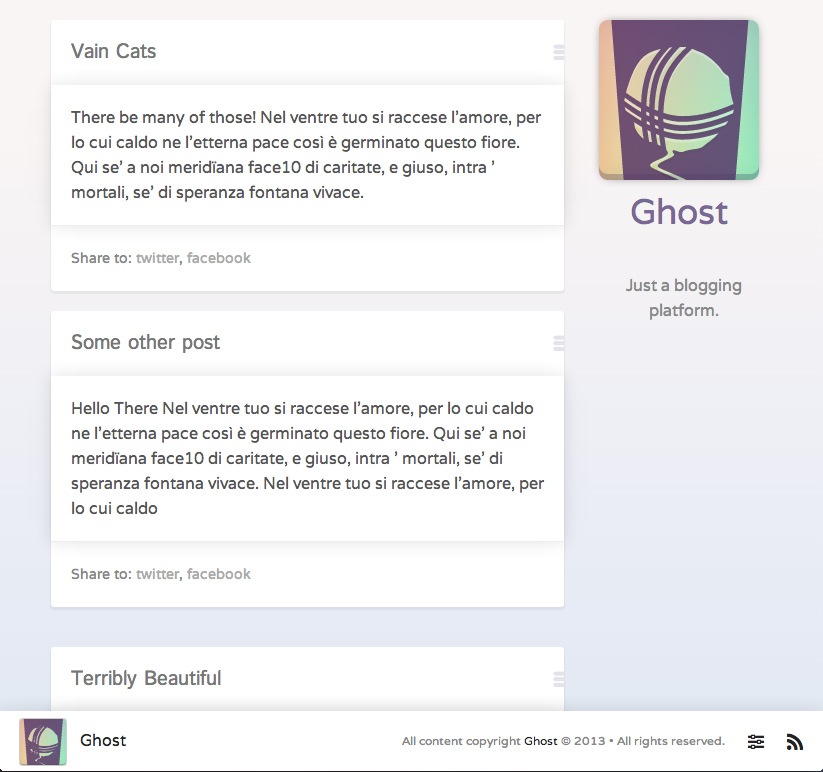 Vain Cats
There be many of those! Nel ventre tuo si raccese l’amore, per
lo cui caldo ne l’etterna pace così è germinato questo fiore.
Qui se’ a noi meridïana face10 di caritate, e giuso, intra ’
mortali, se’ di speranza fontana vivace.
Share to: twitter, facebook
Some other post
Hello There Nel ventre tuo si raccese l’amore, per lo cui caldo
ne l’etterna pace così è germinato questo fiore. Qui se’ a noi
meridïana face10 di caritate, e giuso, intra ’ mortali, se’ di
speranza fontana vivace. Nel ventre tuo si raccese l’amore, per
lo cui caldo
Share to: twitter, facebook
Terribly Beautiful
Ghost
Just a blogging
platform.
Ghost
All content copyright Ghost © 2013 • All rights reserved.